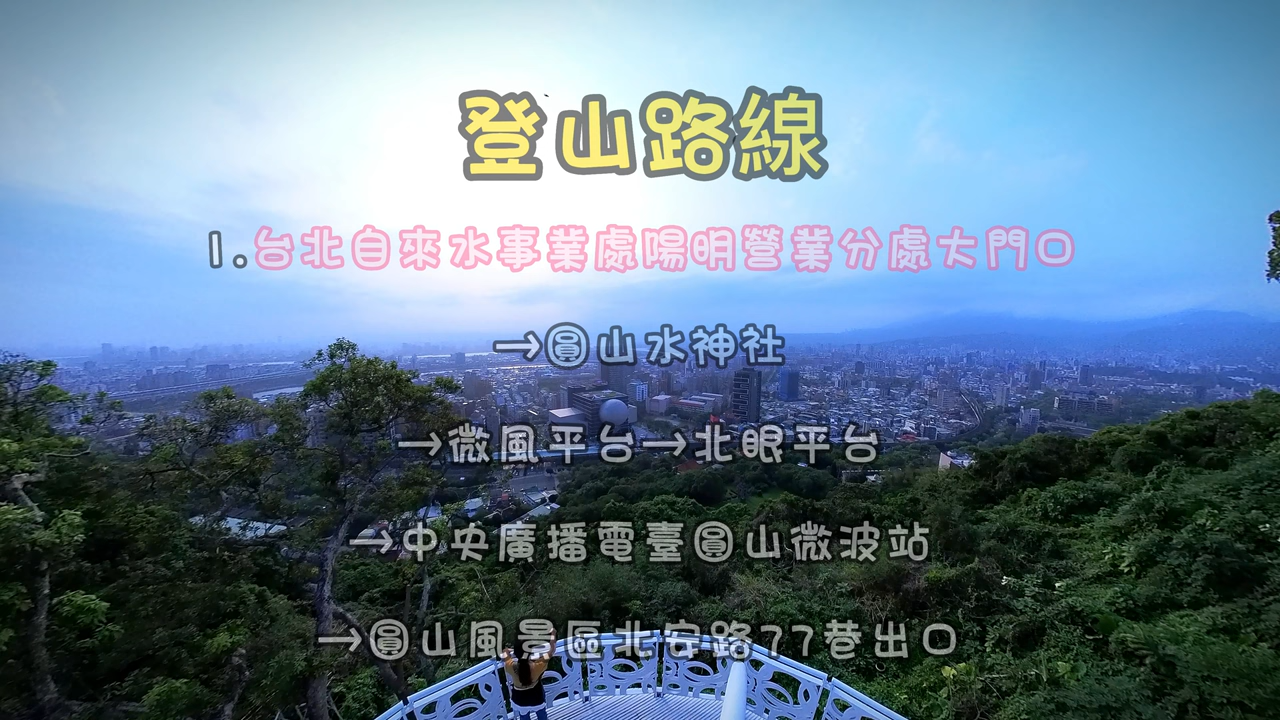 登山路線
1.台北自來水事業處陽明營業分處大門口
→圓山水神社
→微風平台→北眼平台
→中央廣播電臺圓山微波站
→圓山風景區北安路77巷出口